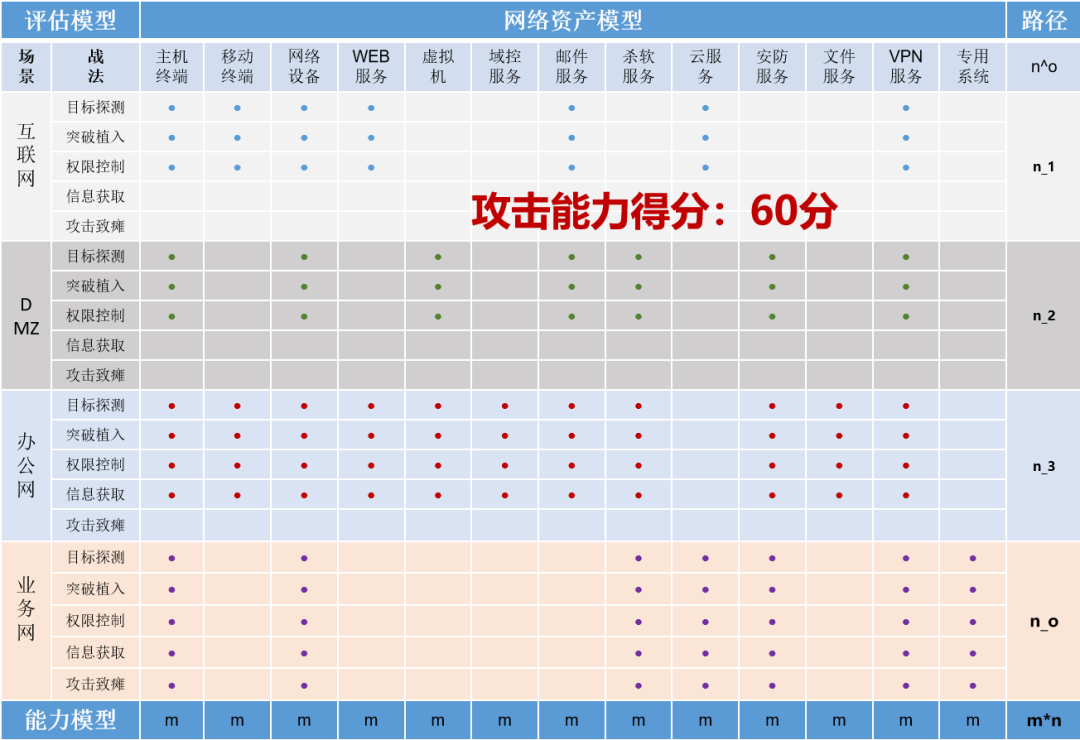 评估模型 网络资产模型 路径
场景 战法 主机终端 移动终端 网络设备 WEB服务 虚拟机 域控服务 邮件服务 杀软服务 云服务 安防服务 文件服务 VPN服务 专用系统 n^o
互联网 目标探测 • • • • • • •
突破植入 • • • • • • •
权限控制 • • • • • • • n_1
信息获取
攻击能力得分：60分
攻击致瘫
DMZ 目标探测 • • • • • • •
突破植入 • • • • • • •
权限控制 • • • • • • • n_2
信息获取
攻击致瘫
办公网 目标探测 • • • • • • • • • • •
突破植入 • • • • • • • • • • •
权限控制 • • • • • • • • • • • n_3
信息获取 • • • • • • • • • • •
攻击致瘫
业务网 目标探测 • • • • • • •
突破植入 • • • • • • •
权限控制 • • • • • • • n_o
信息获取 • • • • • • •
攻击致瘫 • • • • • • •
能力模型 m m m m m m m m m m m m m m*n